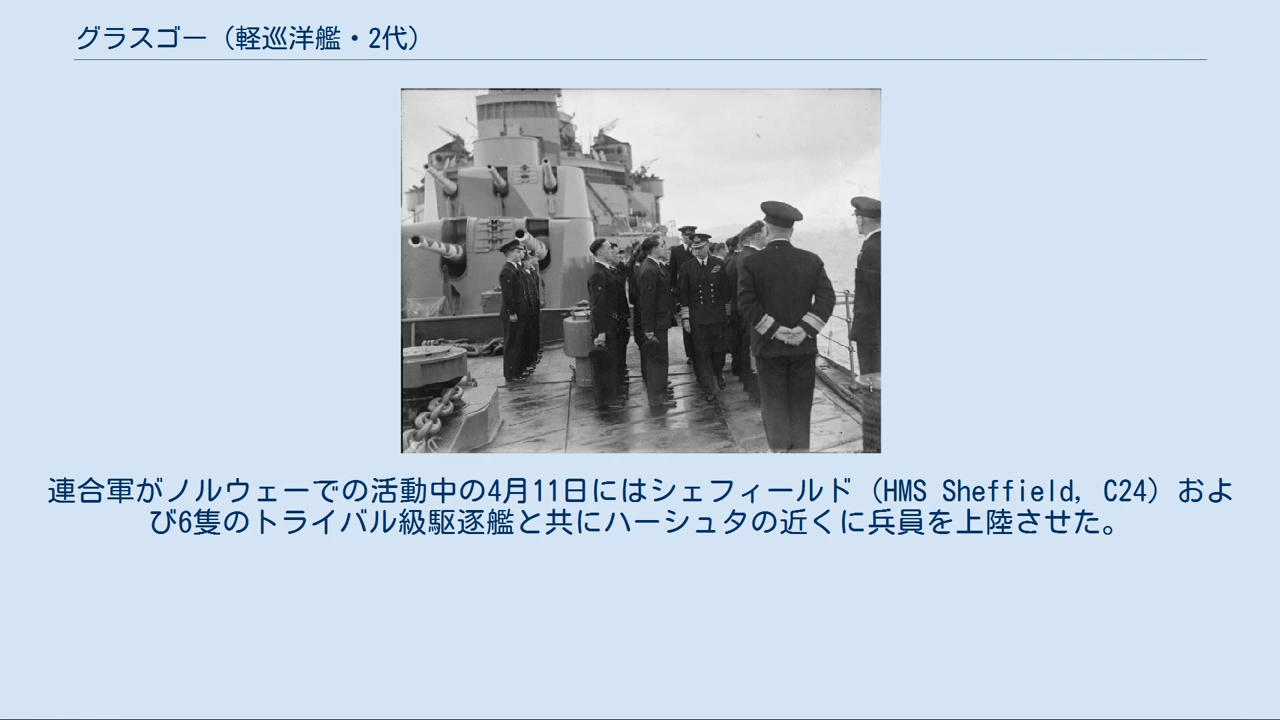 グラスゴー（軽巡洋艦・2代）
連合軍がノルウェーでの活動中の4月11日にはシェフィールド（HMS Sheffield, C24）およ
び6隻のトライバル級駆逐艦と共にハーシュタの近くに兵員を上陸させた。